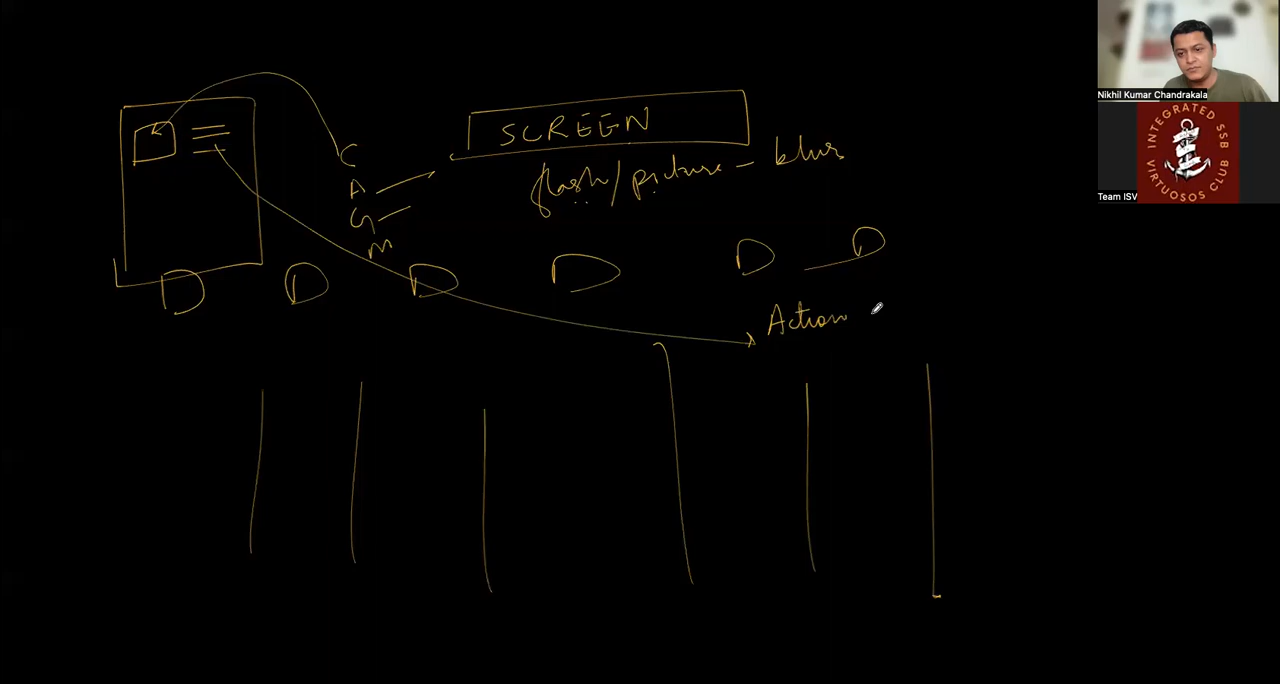 SCREEN
flash/picture - blur
C
A
G
M
D D D D D D
Action
Nikhil Kumar Chandrakala
INTEGRATED SSB
VIRTUOSOS CLUB
Team ISV